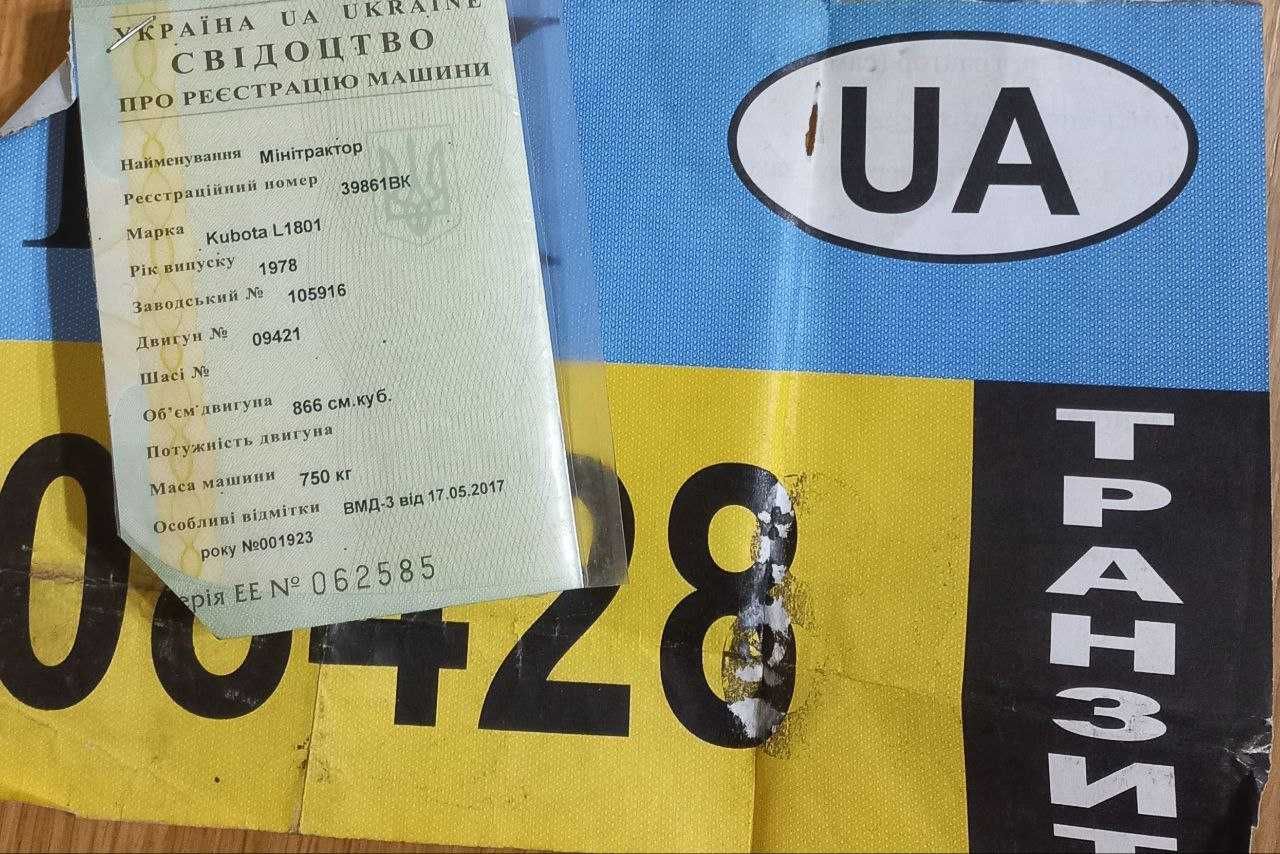 УКРАЇНА UA UKRAINE
СВІДОЦТВО
ПРО РЕЄСТРАЦІЮ МАШИНИ
Найменування Мінітрактор
Реєстраційний номер 39861ВК
Марка Kubota L1801
Рік випуску 1978
Заводський № 105916
Двигун № 09421
Шасі №
Об'єм двигуна 866 см.куб.
Потужність двигуна
Маса машини 750 кг
Особливі відмітки ВМД-3 від 17.05.2017
року №001923
ерія ЕЕ № 062585
UA
428
ТРАНЗИТ